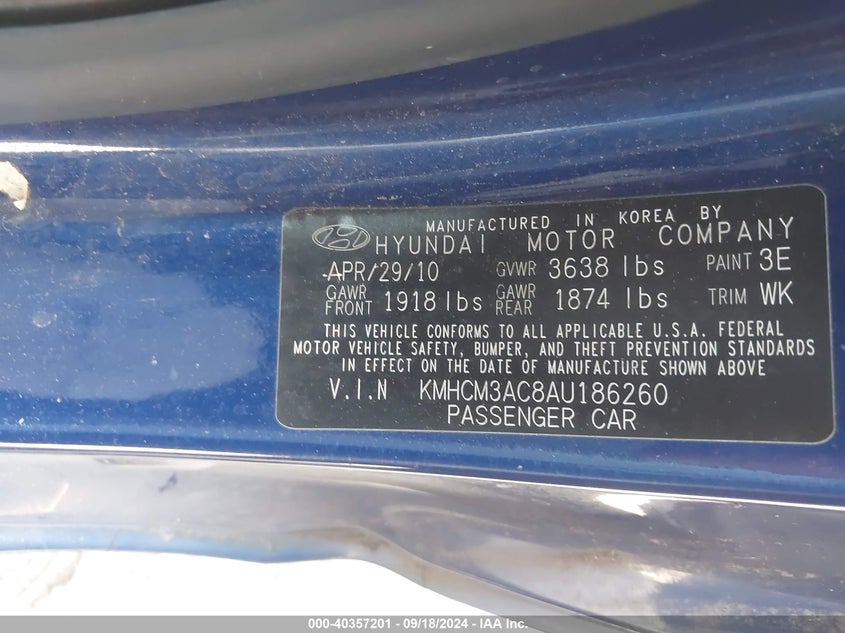 MANUFACTURED IN KOREA BY
HYUNDAI MOTOR COMPANY
APR/29/10 GVWR 3638 lbs PAINT 3E
GAWR FRONT 1918 lbs GAWR REAR 1874 lbs TRIM WK
THIS VEHICLE CONFORMS TO ALL APPLICABLE U.S.A. FEDERAL
MOTOR VEHICLE SAFETY, BUMPER, AND THEFT PREVENTION STANDARDS
IN EFFECT ON THE DATE OF MANUFACTURE SHOWN ABOVE
V.I.N KMHCM3AC8AU186260
PASSENGER CAR
000-40357201 - 09/18/2024 - IAA Inc.